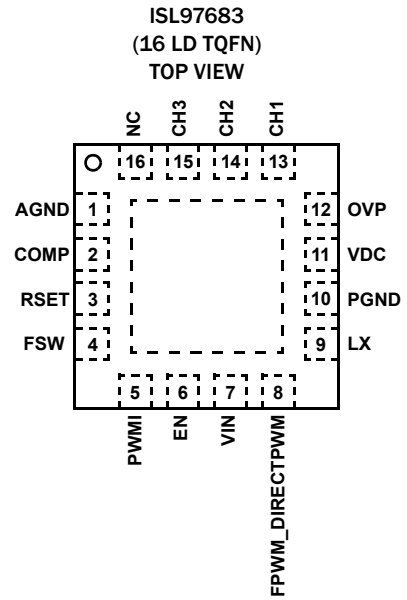 ISL97683
(16 LD TQFN)
TOP VIEW
NC
CH3
CH2
CH1
16
15
14
13
AGND 1
COMP 2
RSET 3
FSW 4
12 OVP
11 VDC
10 PGND
9 LX
5
6
7
8
PWMI
EN
VIN
FPWM_DIRECTPWM